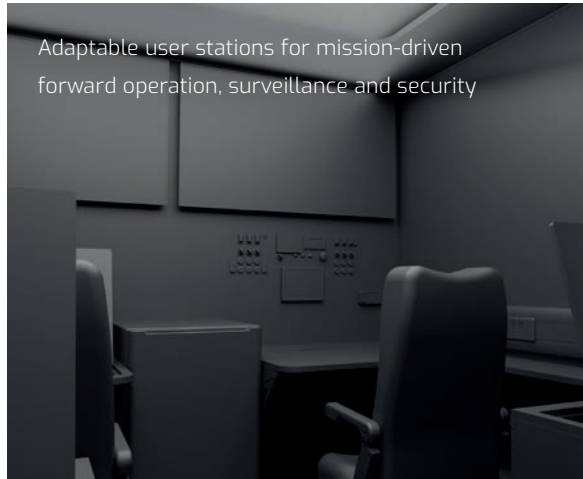 Adaptable user stations for mission-driven
forward operation, surveillance and security